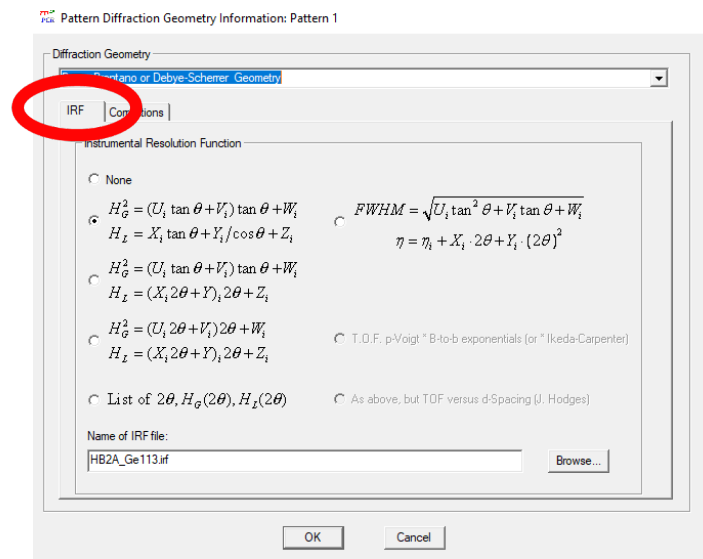 Pattern Diffraction Geometry Information: Pattern 1
Diffraction Geometry
Brentano or Debye-Scherrer Geometry
IRF
Instrumental Resolution Function
None
H_G^2 = (U_i tan θ + V_i) tan θ + W_i
H_L = X_i tan θ + Y_i/cos θ + Z_i
FWHM = √(U_i tan^2 θ + V_i tan θ + W_i)
η = η_i + X_i · 2θ + Y_i · (2θ)^2
H_G^2 = (U_i tan θ + V_i) tan θ + W_i
H_L = (X_i 2θ + Y)_i 2θ + Z_i
H_G^2 = (U_i 2θ + V_i) 2θ + W_i
H_L = (X_i 2θ + Y)_i 2θ + Z_i
T.O.F. p-Voigt * B-to-b exponentials (or * Ikeda-Carpenter)
List of 2θ, H_G(2θ), H_L(2θ)
As above, but TOF versus d-Spacing (J. Hodges)
Name of IRF file:
HB2A_Ge113.irf
Browse...
OK
Cancel